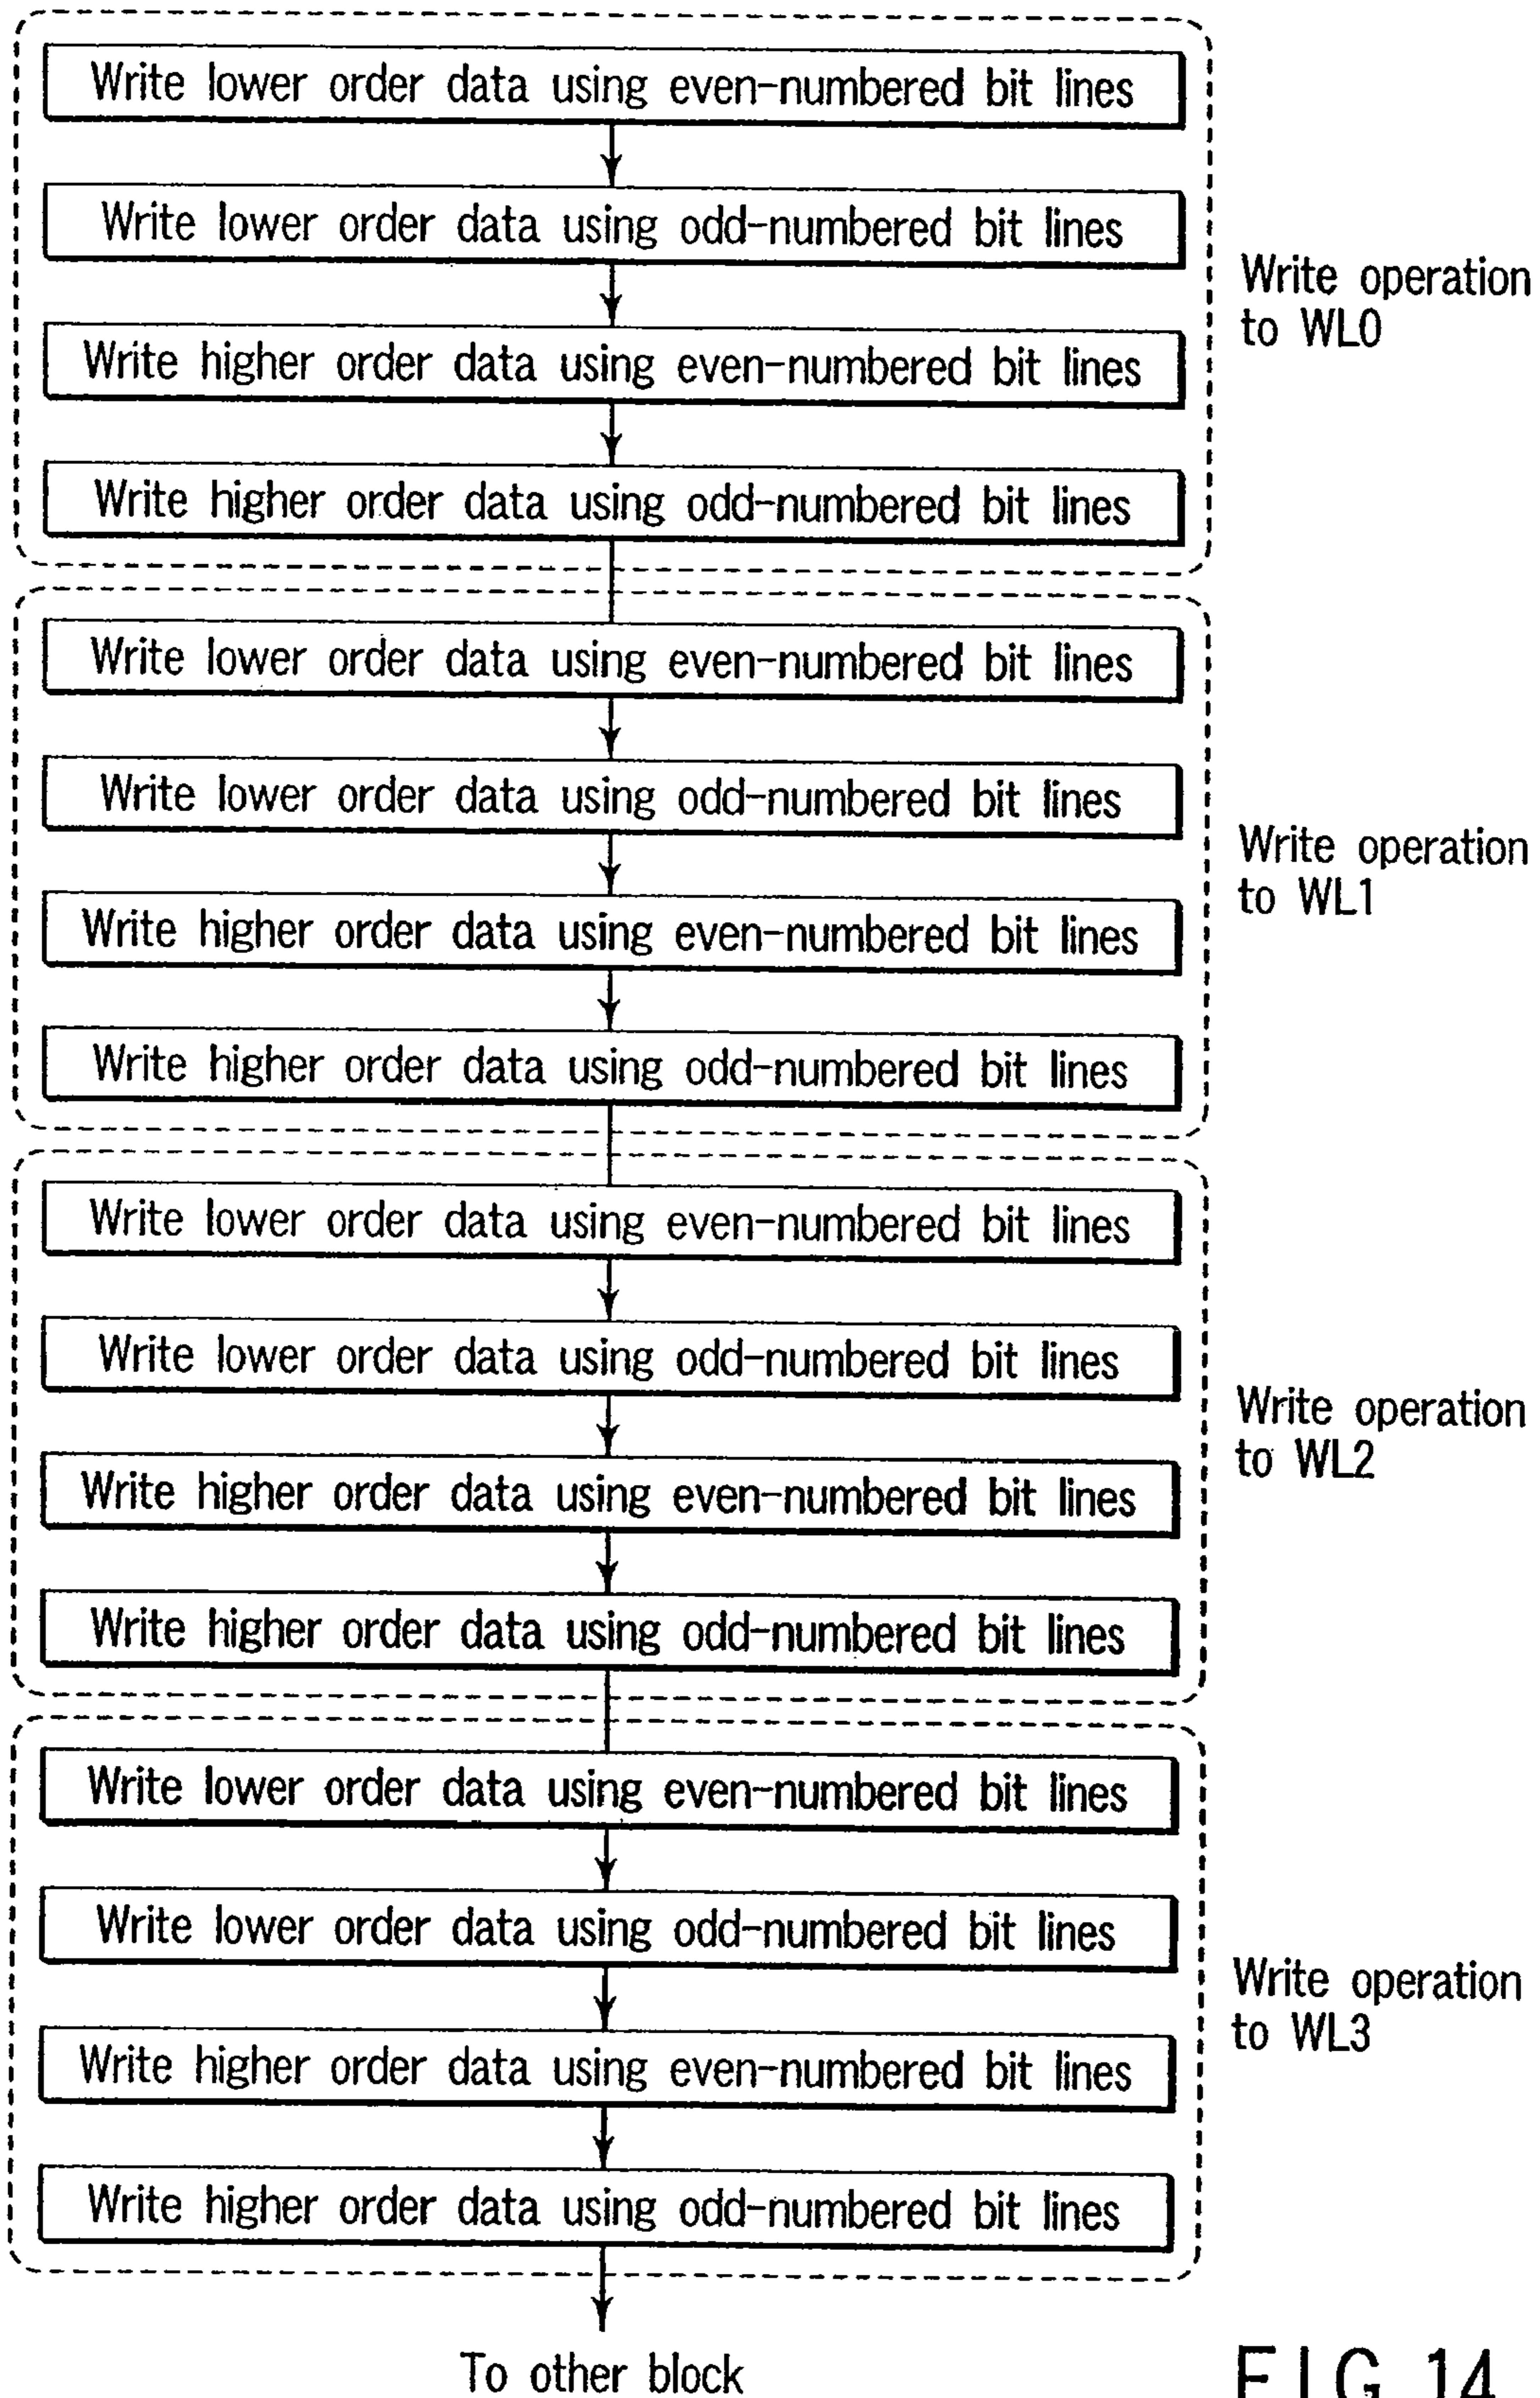 Write lower order data using even-numbered bit lines
Write lower order data using odd-numbered bit lines
Write higher order data using even-numbered bit lines
Write higher order data using odd-numbered bit lines
Write operation
to WL0
Write lower order data using even-numbered bit lines
Write lower order data using odd-numbered bit lines
Write higher order data using even-numbered bit lines
Write higher order data using odd-numbered bit lines
Write operation
to WL1
Write lower order data using even-numbered bit lines
Write lower order data using odd-numbered bit lines
Write higher order data using even-numbered bit lines
Write higher order data using odd-numbered bit lines
Write operation
to WL2
Write lower order data using even-numbered bit lines
Write lower order data using odd-numbered bit lines
Write higher order data using even-numbered bit lines
Write higher order data using odd-numbered bit lines
Write operation
to WL3
To other block
FIG. 14